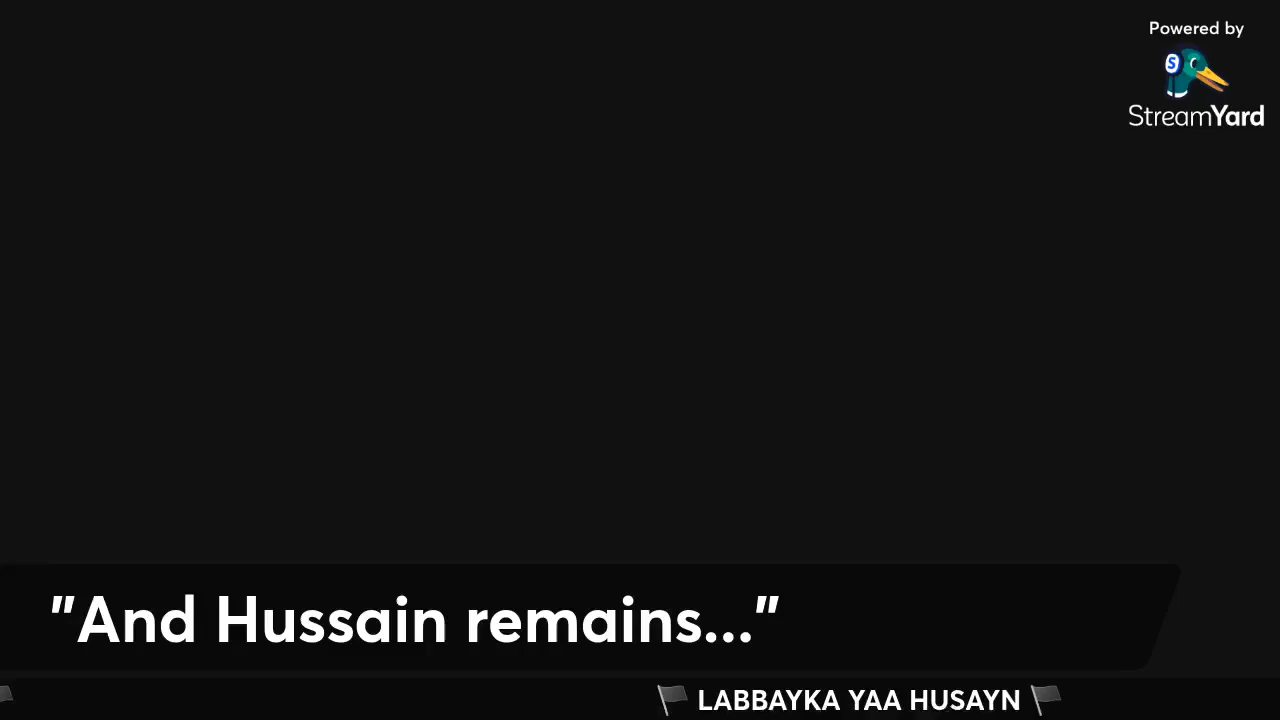 Powered by
StreamYard
"And Hussain remains..."
🏴 LABBAYKA YAA HUSAYN 🏴